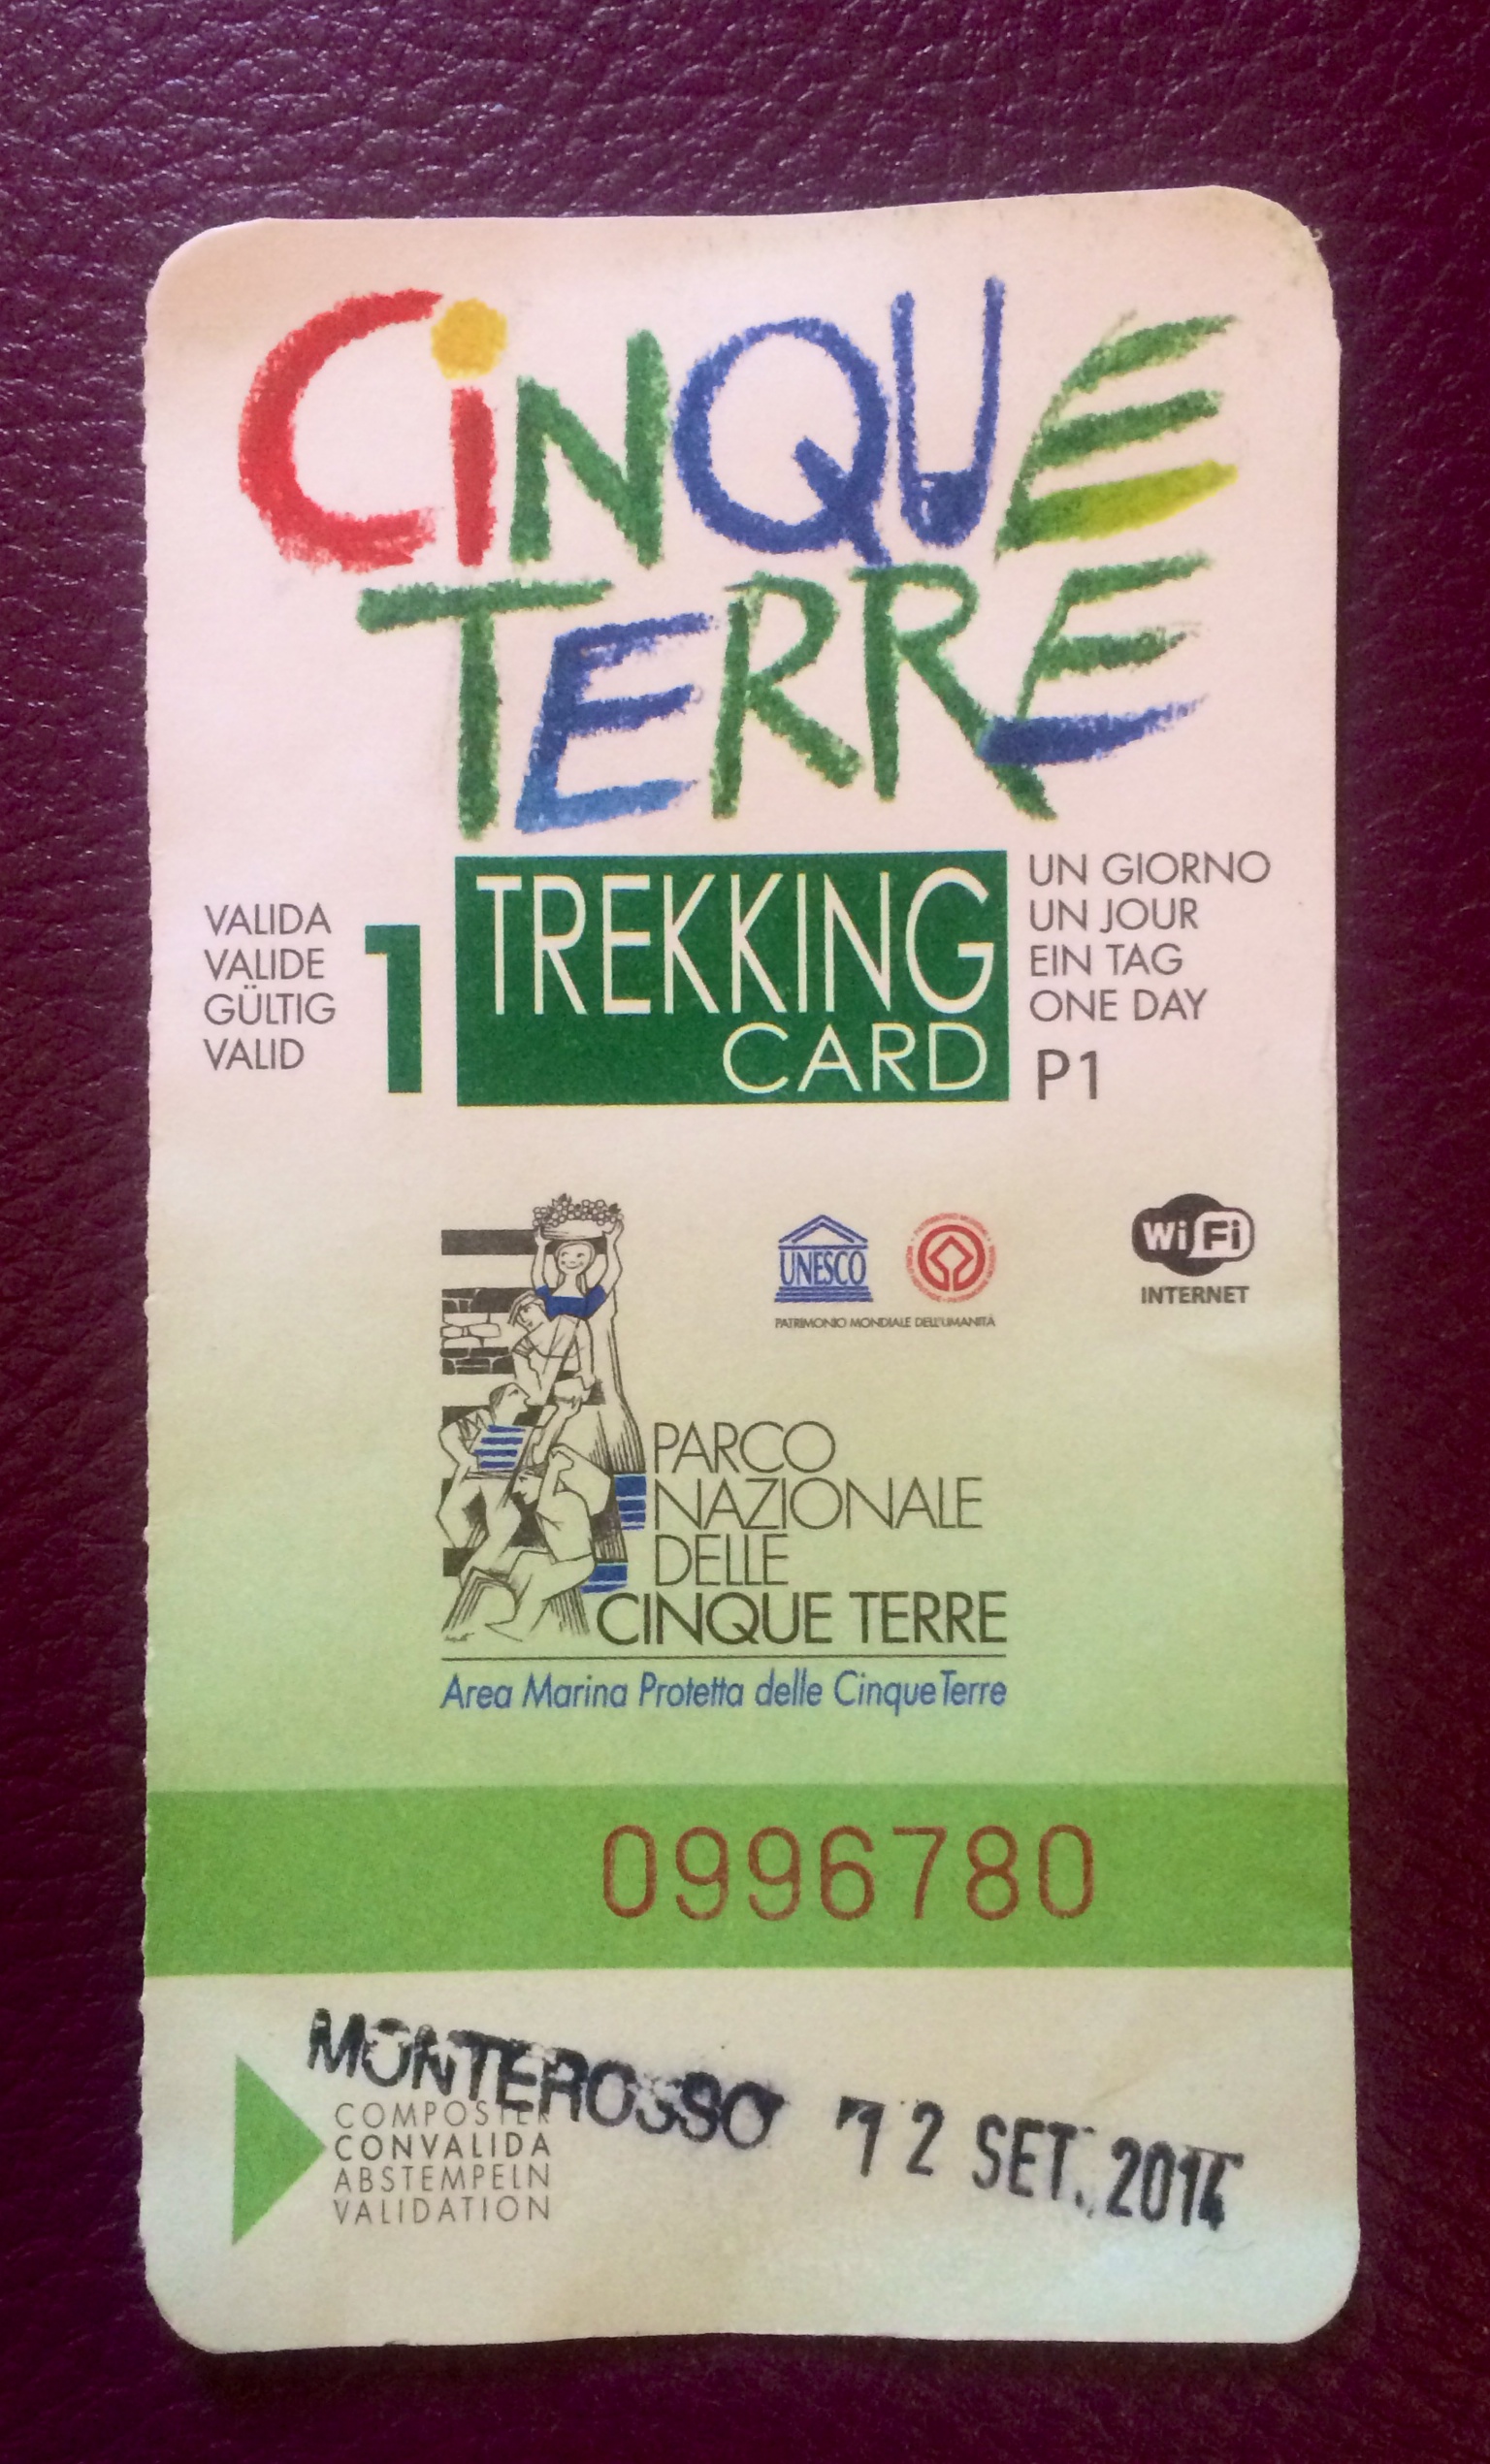 CiNQUE
TERRE
VALIDA
VALIDE
GÜLTIG
VALID
1
TREKKING
CARD
UN GIORNO
UN JOUR
EIN TAG
ONE DAY
P1
UNESCO
PATRIMONIO MONDIALE DELL'UMANITÀ
WiFi
INTERNET
PARCO
NAZIONALE
DELLE
CINQUE TERRE
Area Marina Protetta delle Cinque Terre
0996780
MONTEROSSO 12 SET. 2014
COMPOSTER
CONVALIDA
ABSTEMPELN
VALIDATION